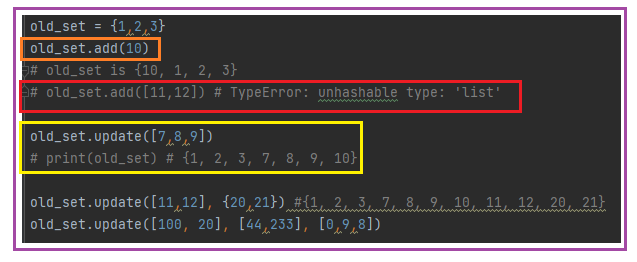 old_set = {1,2,3}
old_set.add(10)
# old_set is {10, 1, 2, 3}
# old_set.add([11,12]) # TypeError: unhashable type: 'list'
old_set.update([7,8,9])
# print(old_set) # {1, 2, 3, 7, 8, 9, 10}
old_set.update([11,12], {20,21}) #{1, 2, 3, 7, 8, 9, 10, 11, 12, 20, 21}
old_set.update([100, 20], [44,233], [0,9,8])